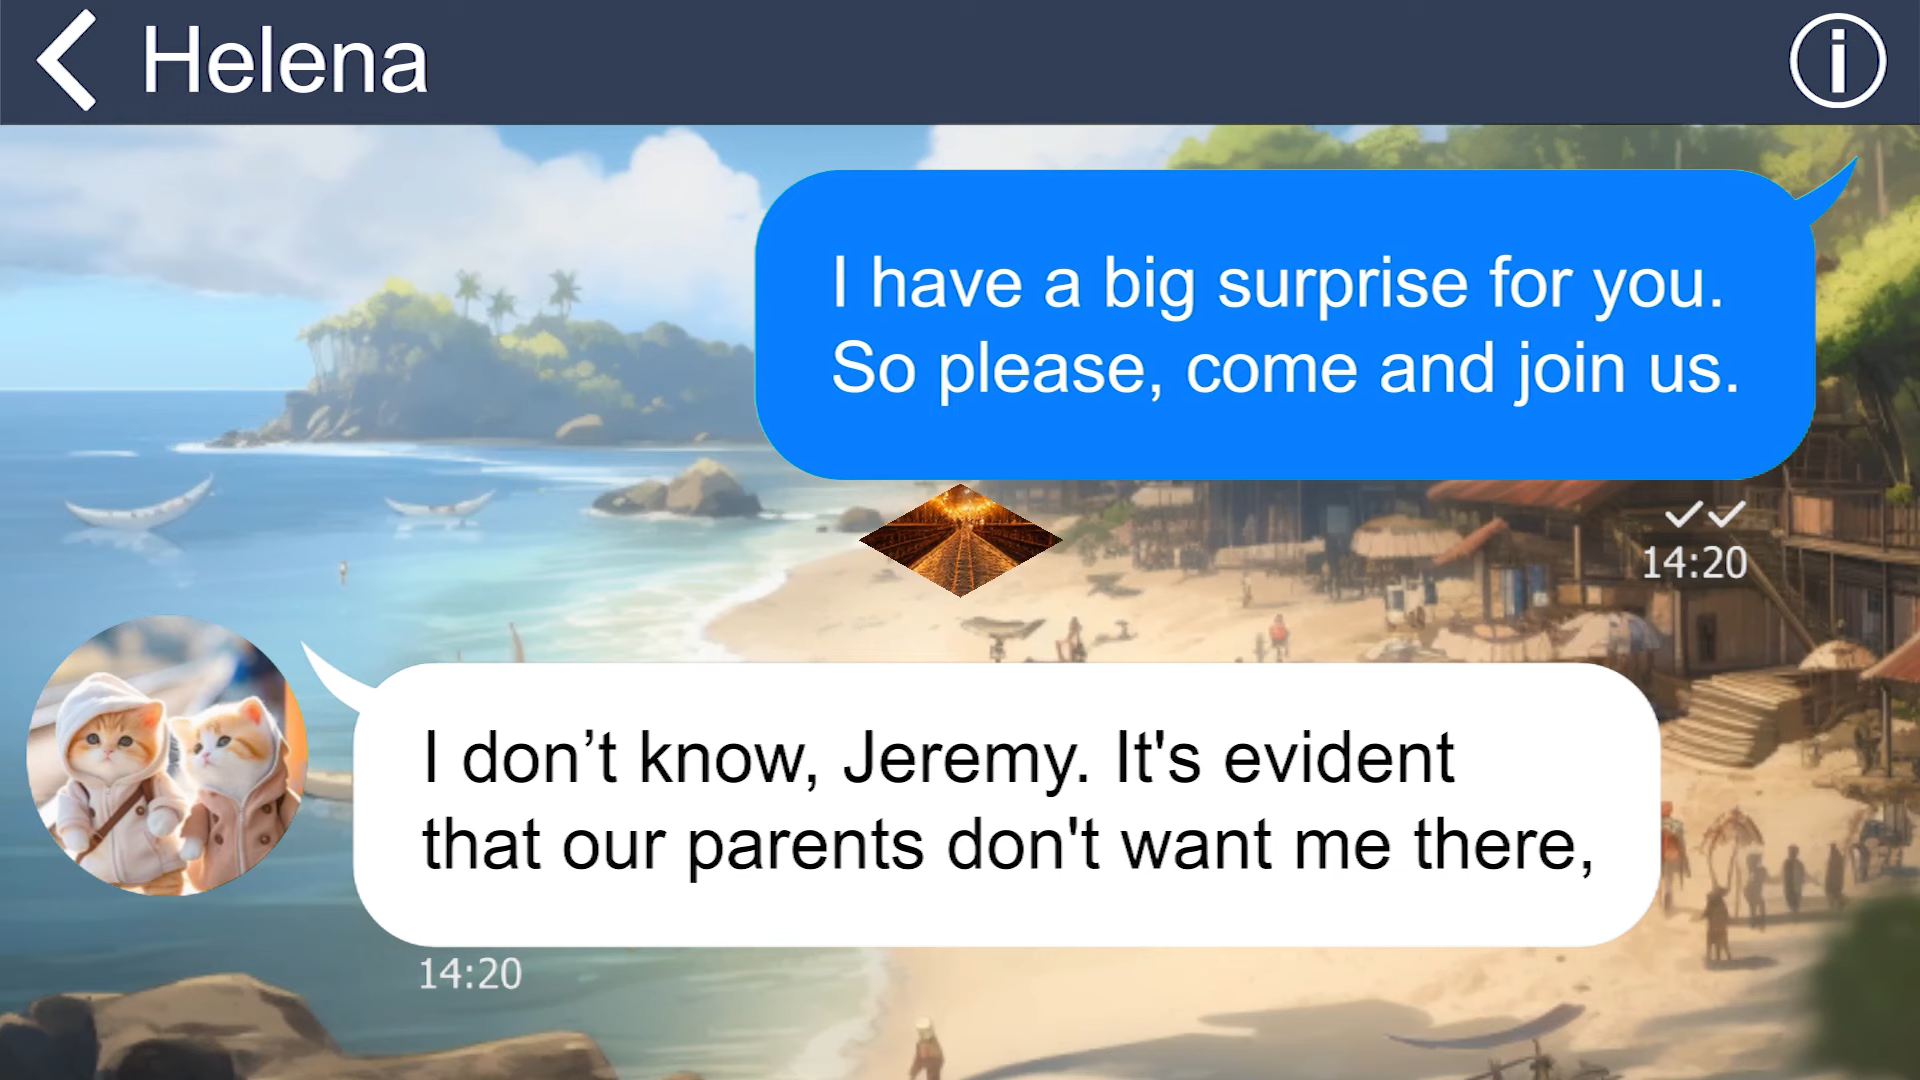 Helena
I have a big surprise for you.
So please, come and join us.
14:20
I don’t know, Jeremy. It's evident
that our parents don't want me there,
14:20